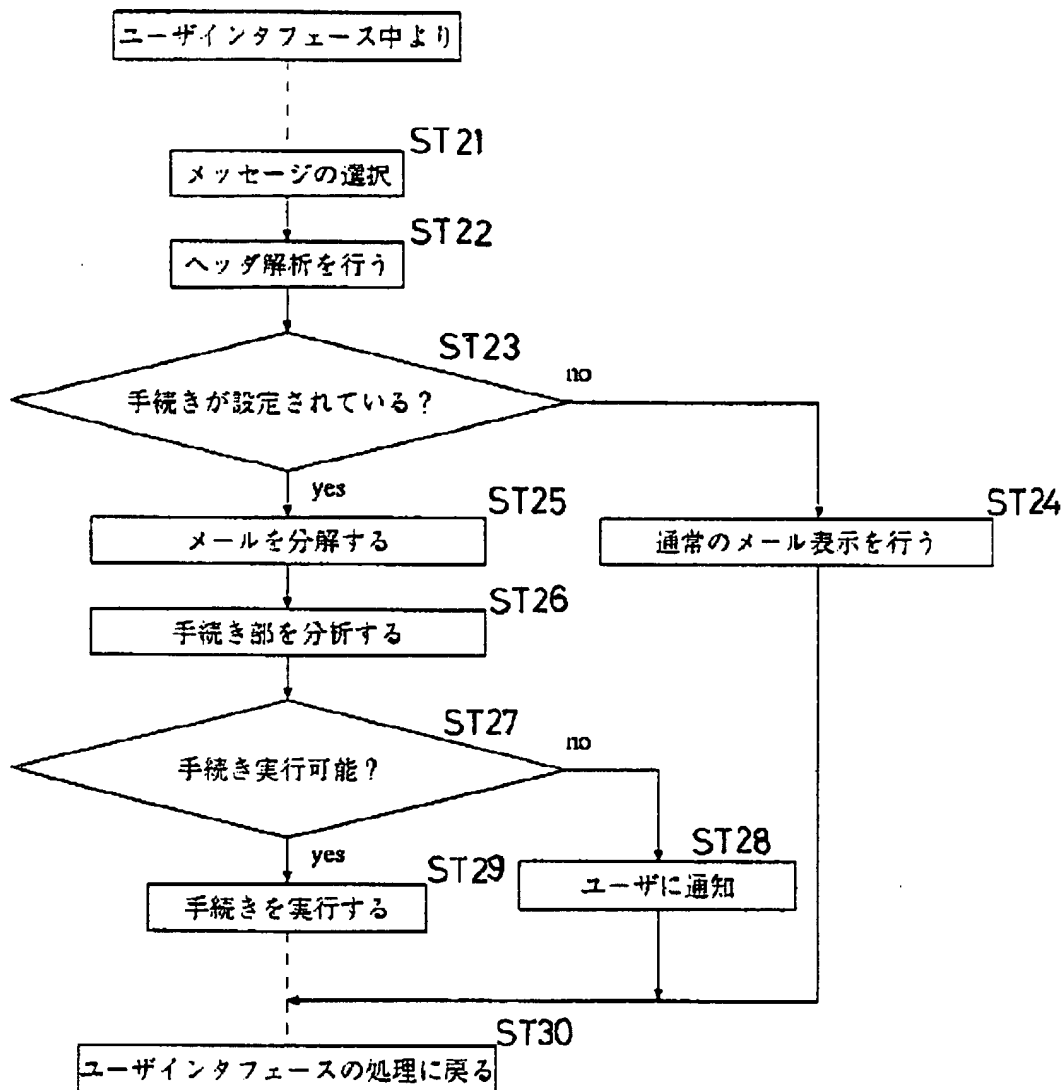 ユーザインタフェース中より
ST21
メッセージの選択
ST22
ヘッダ解析を行う
ST23
手続きが設定されている?
no
yes
ST25
メールを分解する
ST24
通常のメール表示を行う
ST26
手続き部を分析する
ST27
手続き実行可能?
no
yes
ST28
ユーザに通知
ST29
手続きを実行する
ST30
ユーザインタフェースの処理に戻る